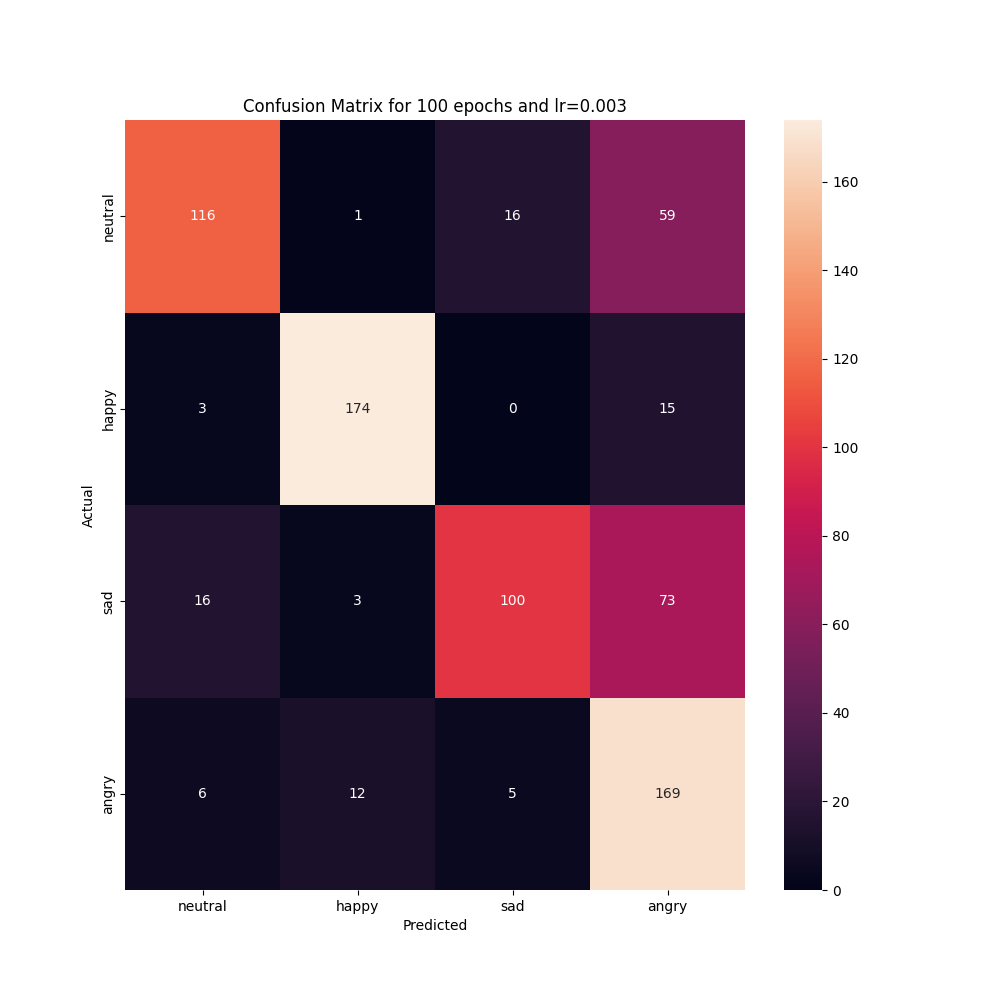 Confusion Matrix for 100 epochs and lr=0.003
neutral 116 1 16 59
happy 3 174 0 15
sad 16 3 100 73
angry 6 12 5 169
Actual
neutral happy sad angry
Predicted
160
140
120
100
80
60
40
20
0